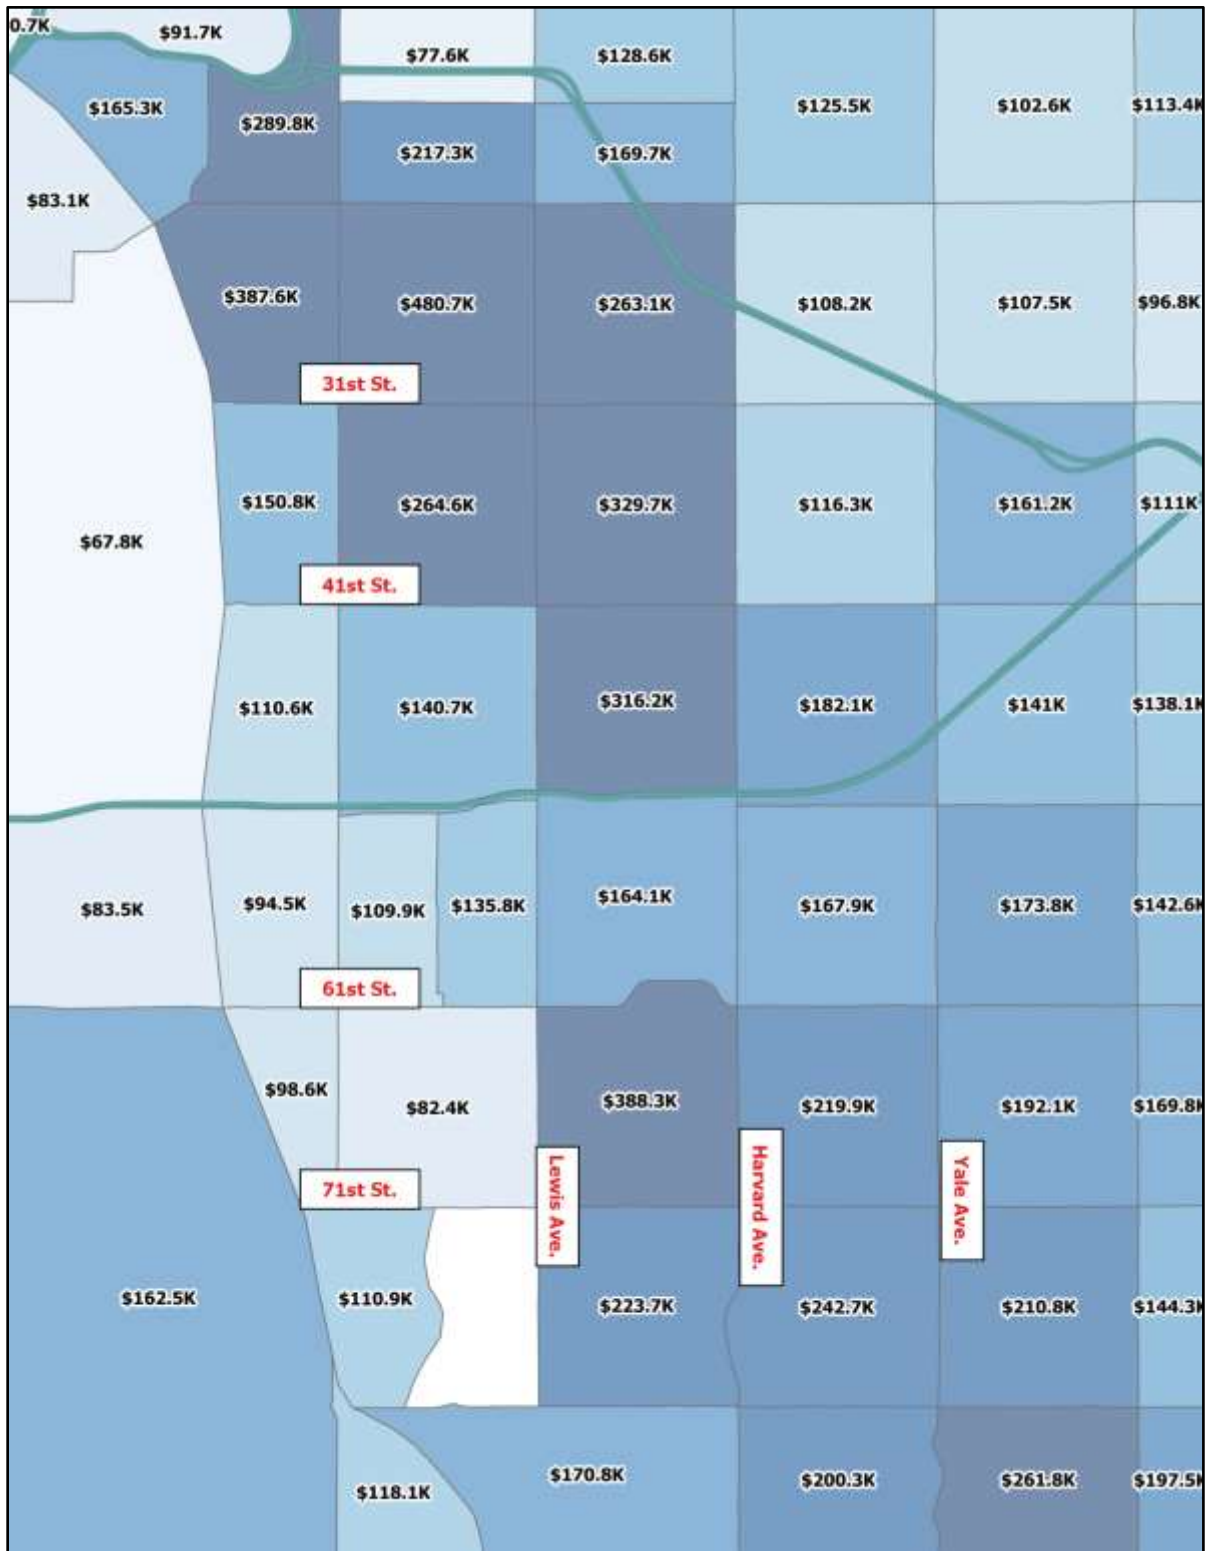 0.7K
$91.7K
$77.6K
$128.6K
$165.3K
$289.8K
$125.5K
$102.6K
$113.4K
$217.3K
$169.7K
$83.1K
$387.6K
$480.7K
$263.1K
$108.2K
$107.5K
$96.8K
31st St.
$150.8K
$264.6K
$329.7K
$116.3K
$161.2K
$111K
$67.8K
41st St.
$110.6K
$140.7K
$316.2K
$182.1K
$141K
$138.1K
$83.5K
$94.5K
$109.9K
$135.8K
$164.1K
$167.9K
$173.8K
$142.6K
61st St.
$98.6K
$82.4K
$388.3K
$219.9K
$192.1K
$169.8K
71st St.
Lewis Ave.
Harvard Ave.
Yale Ave.
$162.5K
$110.9K
$223.7K
$242.7K
$210.8K
$144.3K
$118.1K
$170.8K
$200.3K
$261.8K
$197.5K